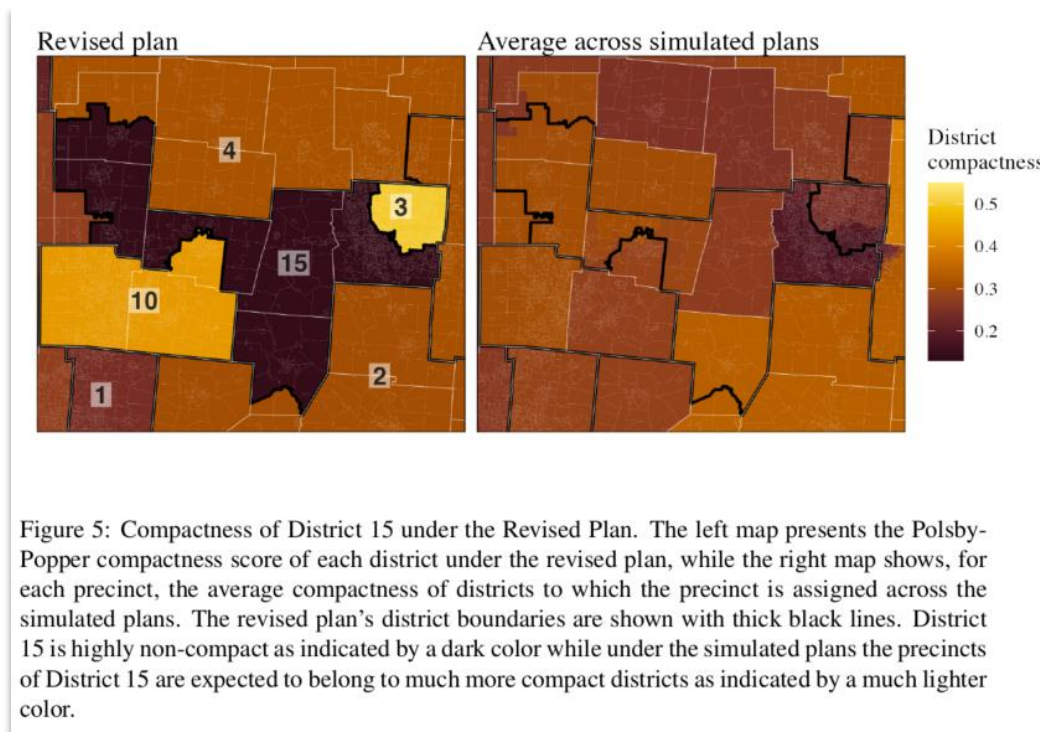 Revised plan
Average across simulated plans
4
3
15
10
2
1
District
compactness
0.5
0.4
0.3
0.2
Figure 5: Compactness of District 15 under the Revised Plan. The left map presents the Polsby-
Popper compactness score of each district under the revised plan, while the right map shows, for
each precinct, the average compactness of districts to which the precinct is assigned across the
simulated plans. The revised plan's district boundaries are shown with thick black lines. District
15 is highly non-compact as indicated by a dark color while under the simulated plans the precincts
of District 15 are expected to belong to much more compact districts as indicated by a much lighter
color.